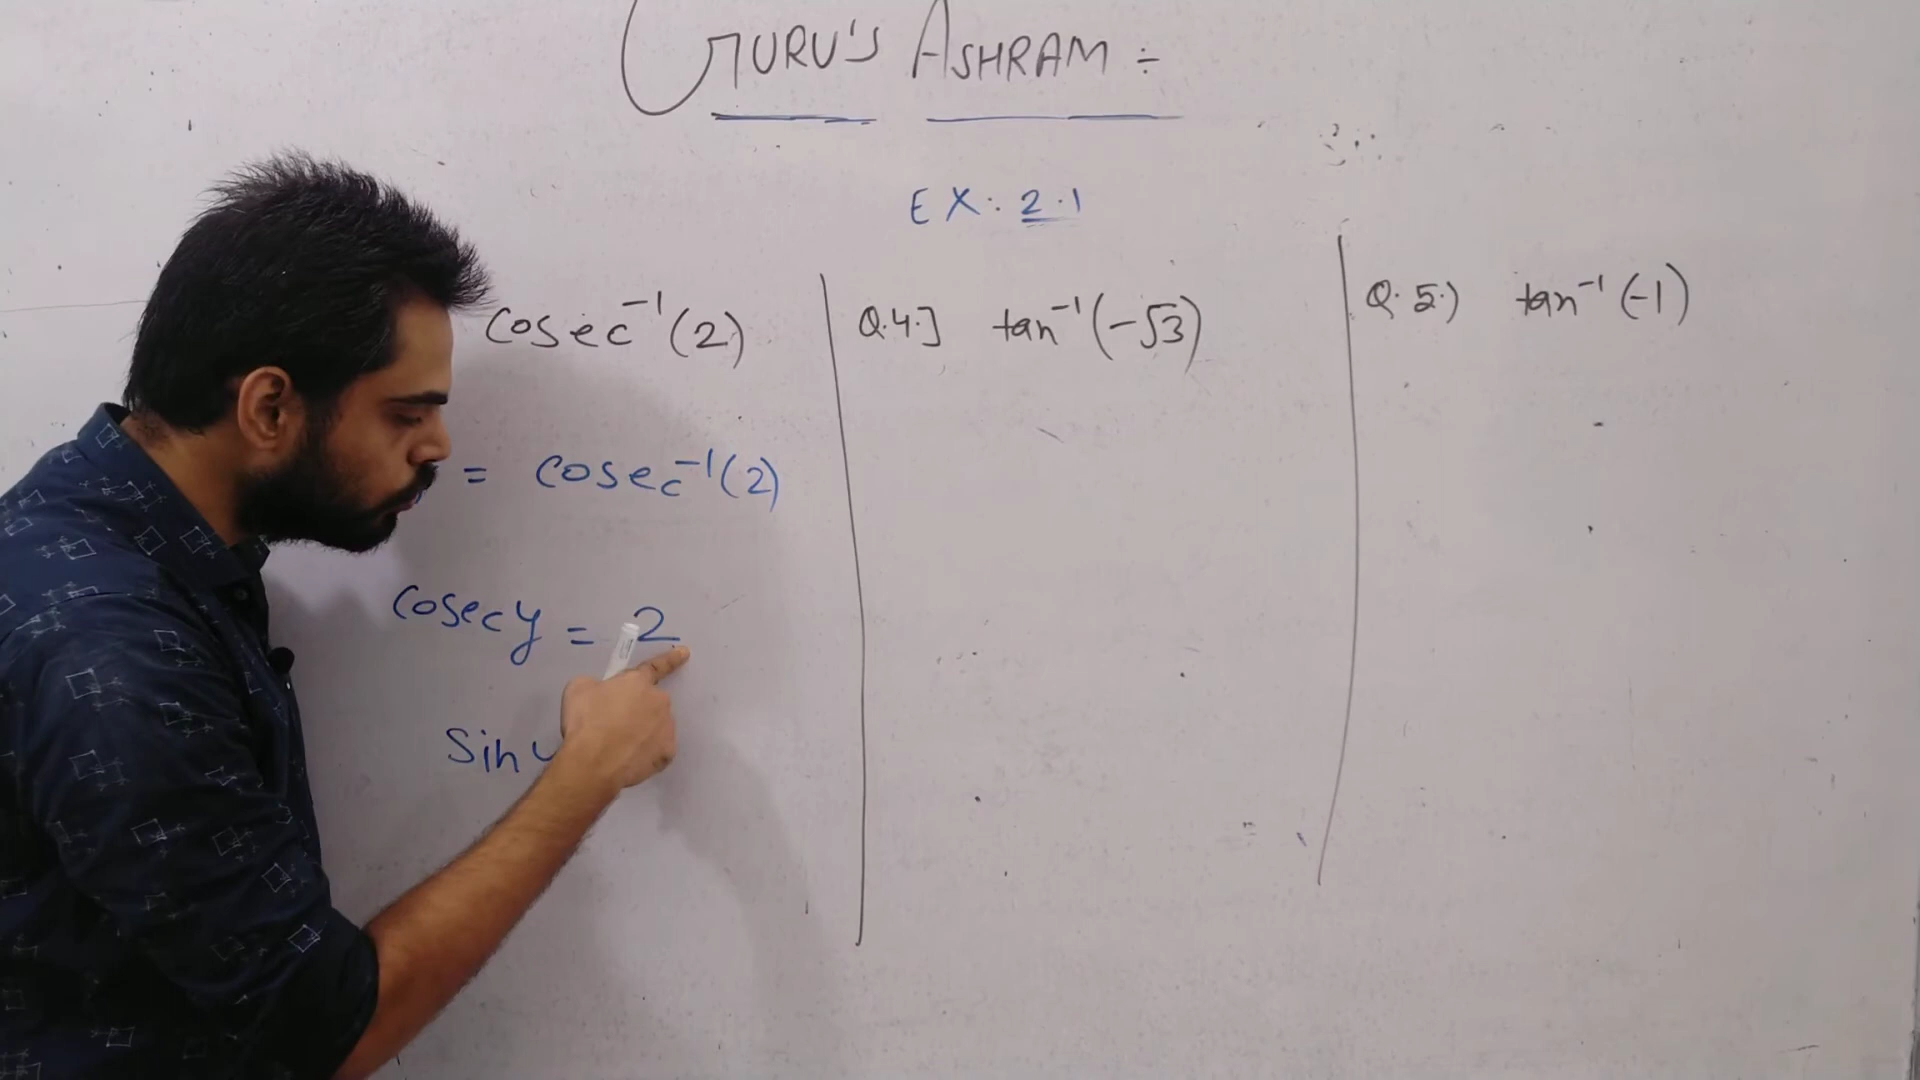 GURU'S ASHRAM ÷
EX: 2.1
cosec⁻¹(2)
= cosec⁻¹(2)
cosec y = 2
sin y
Q.4.] tan⁻¹(-√3)
Q.5.) tan⁻¹(-1)